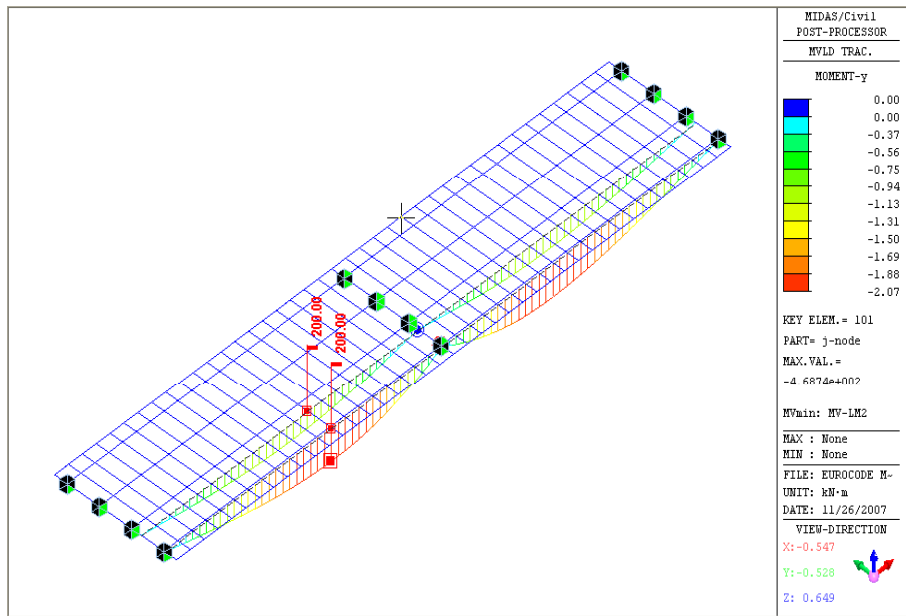 MIDAS/Civil
POST-PROCESSOR
MVLD TRAC.
MOMENT-y
0.00
0.00
-0.37
-0.56
-0.75
-0.94
-1.13
-1.31
-1.50
-1.69
-1.88
-2.07
KEY ELEM.= 101
PART= j-node
MAX.VAL.=
-4.6874e+002
MVmin: MV-LM2
MAX : None
MIN : None
FILE: EUROCODE M~
UNIT: kN·m
DATE: 11/26/2007
VIEW-DIRECTION
X:-0.547
Y:-0.528
Z: 0.649
200.00
200.00